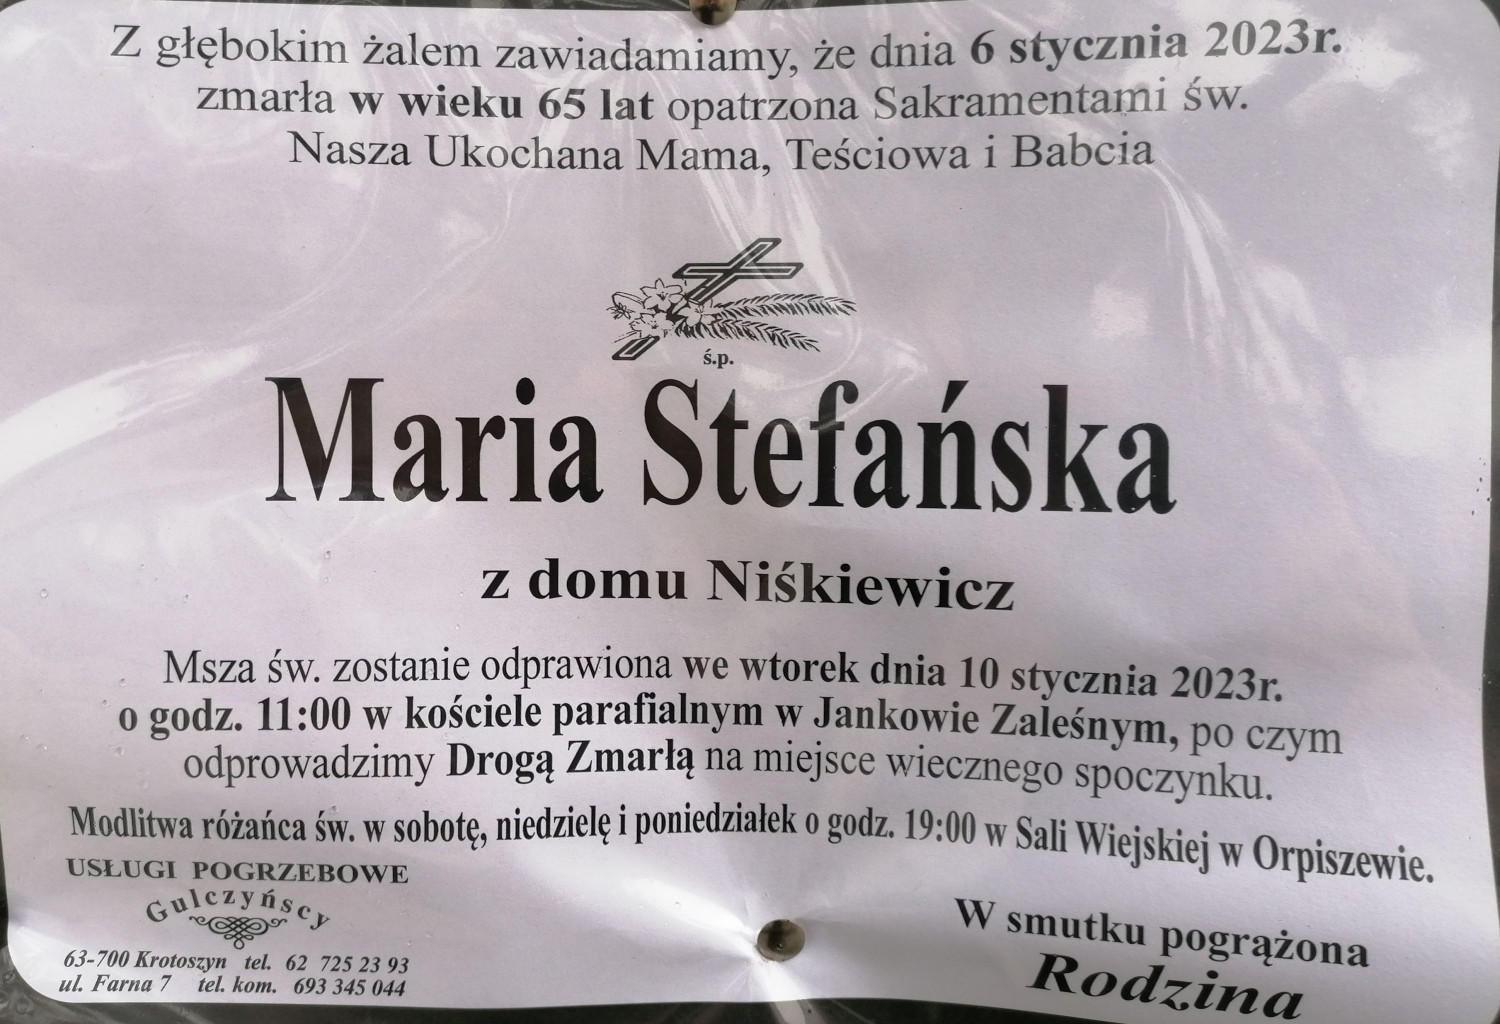 Z głębokim żalem zawiadamiamy, że dnia 6 stycznia 2023r.
zmarła w wieku 65 lat opatrzona Sakramentami św.
Nasza Ukochana Mama, Teściowa i Babcia
ś.p.
Maria Stefańska
z domu Niśkiewicz
Msza św. zostanie odprawiona we wtorek dnia 10 stycznia 2023r.
o godz. 11:00 w kościele parafialnym w Jankowie Zaleśnym, po czym
odprowadzimy Drogą Zmarłą na miejsce wiecznego spoczynku.
Modlitwa różańca św. w sobotę, niedzielę i poniedziałek o godz. 19:00 w Sali Wiejskiej w Orpiszewie.
USŁUGI POGRZEBOWE
Gulczyńscy
63-700 Krotoszyn tel. 62 725 23 93
ul. Farna 7 tel. kom. 693 345 044
W smutku pogrążona
Rodzina